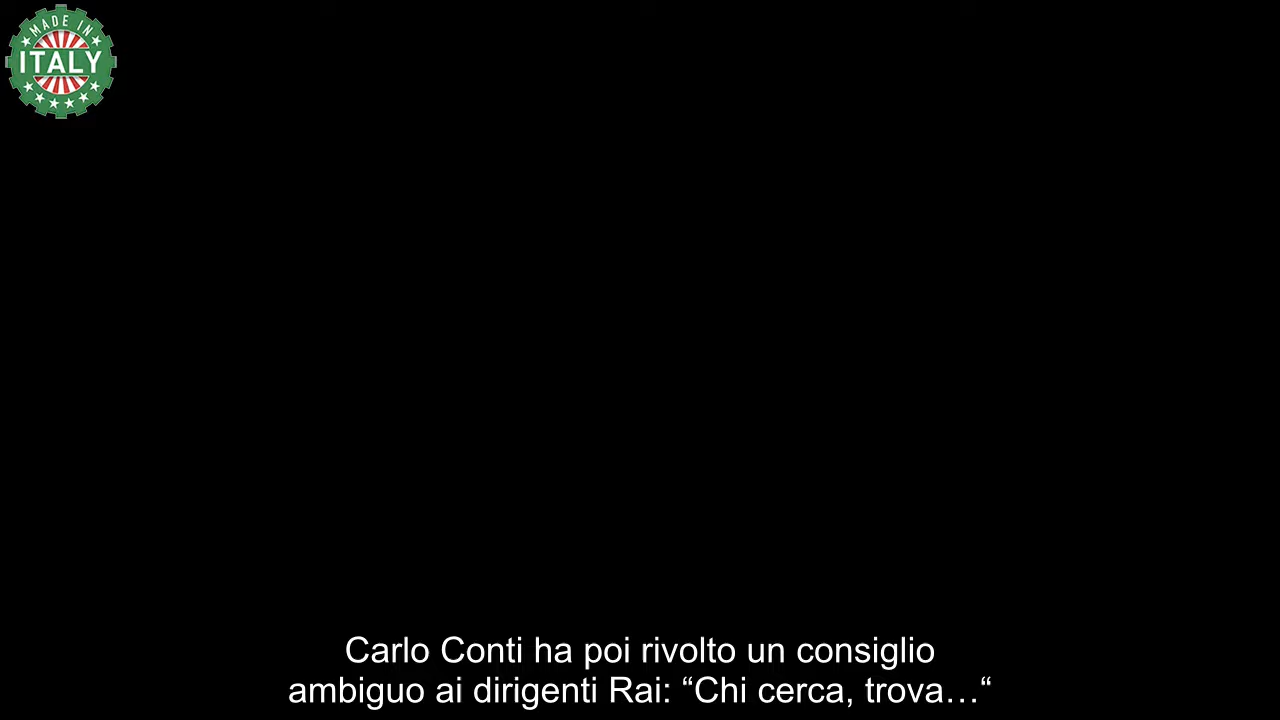 MADE IN
ITALY
Carlo Conti ha poi rivolto un consiglio
ambiguo ai dirigenti Rai: “Chi cerca, trova…“